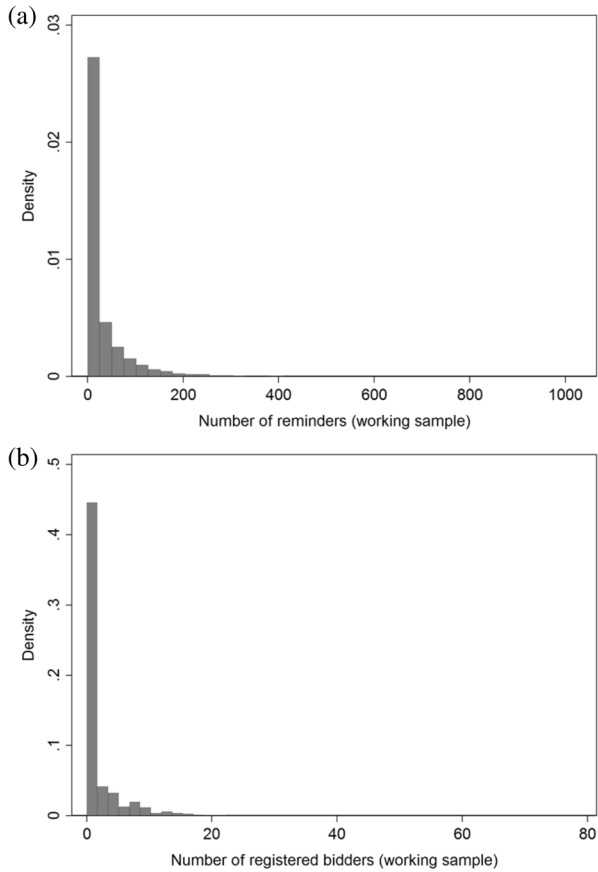 (a)
.03
.02
.01
0
Density
0 200 400 600 800 1000
Number of reminders (working sample)
(b)
.5
.4
.3
.2
.1
0
Density
0 20 40 60 80
Number of registered bidders (working sample)